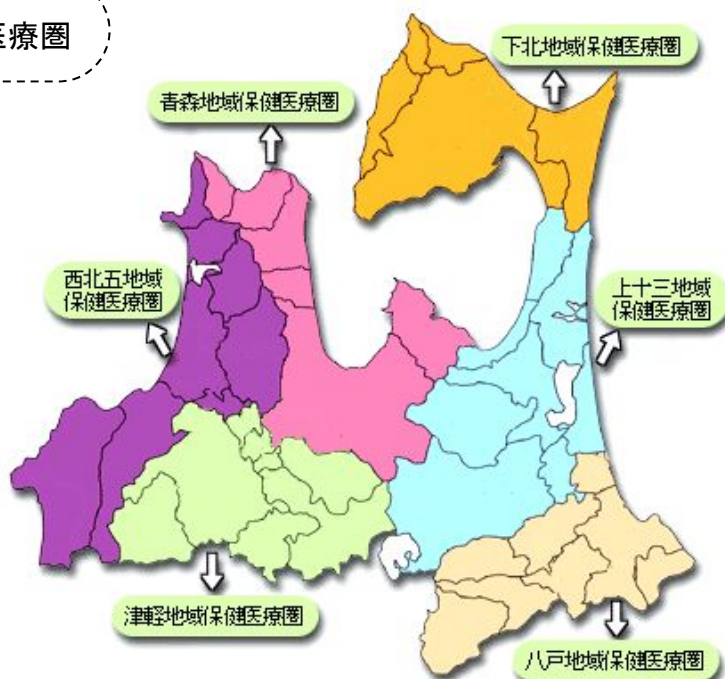 医療圏
下北地域保健医療圏
青森地域保健医療圏
西北五地域
保健医療圏
上十三地域
保健医療圏
津軽地域保健医療圏
八戸地域保健医療圏